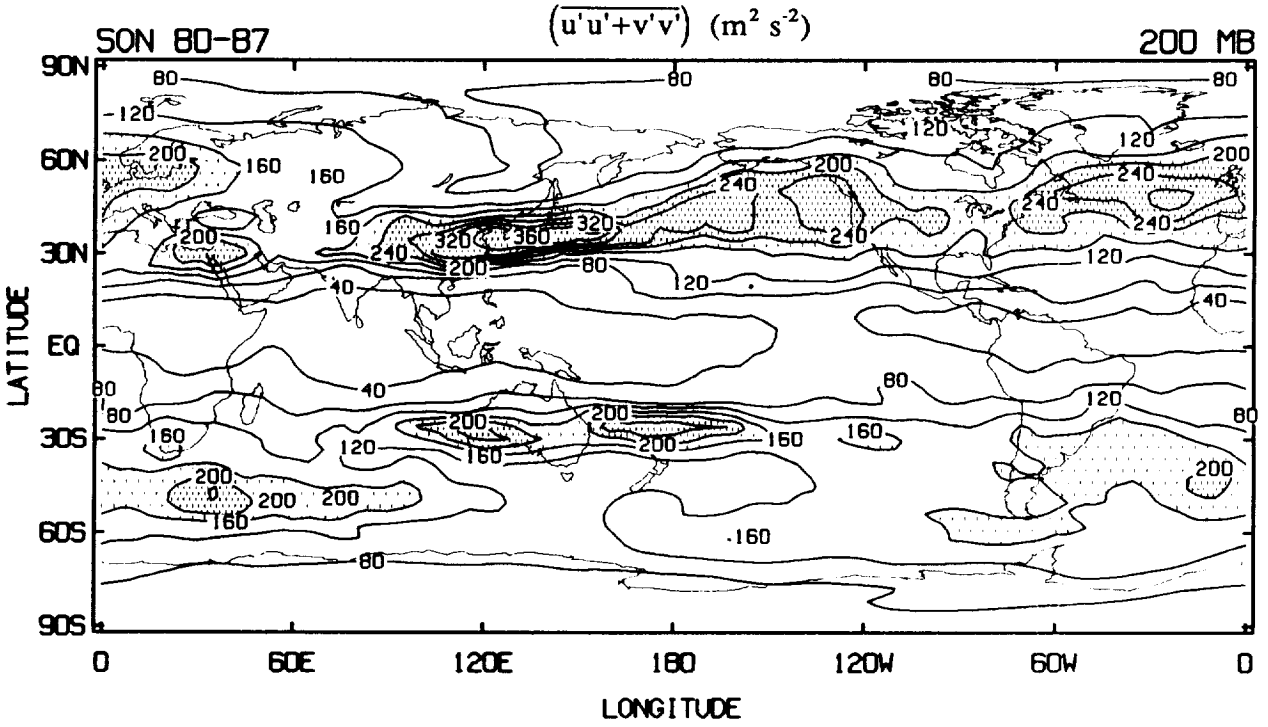 (u'u'+v'v') (m² s⁻²)
SON 80-87 200 MB
90N
60N
30N
EQ
30S
60S
90S
LATITUDE
80 80 80 80
-120 120 120
200 160 160 200 200
240 240
160 240 320 360 320 240 240
200 240 200 80 120 120
40 40
40 80 120
80 80 80
160 120 200 160 200 200 160 160
200 200 200 200
160 .160
80
0 60E 120E 180 120W 60W 0
LONGITUDE